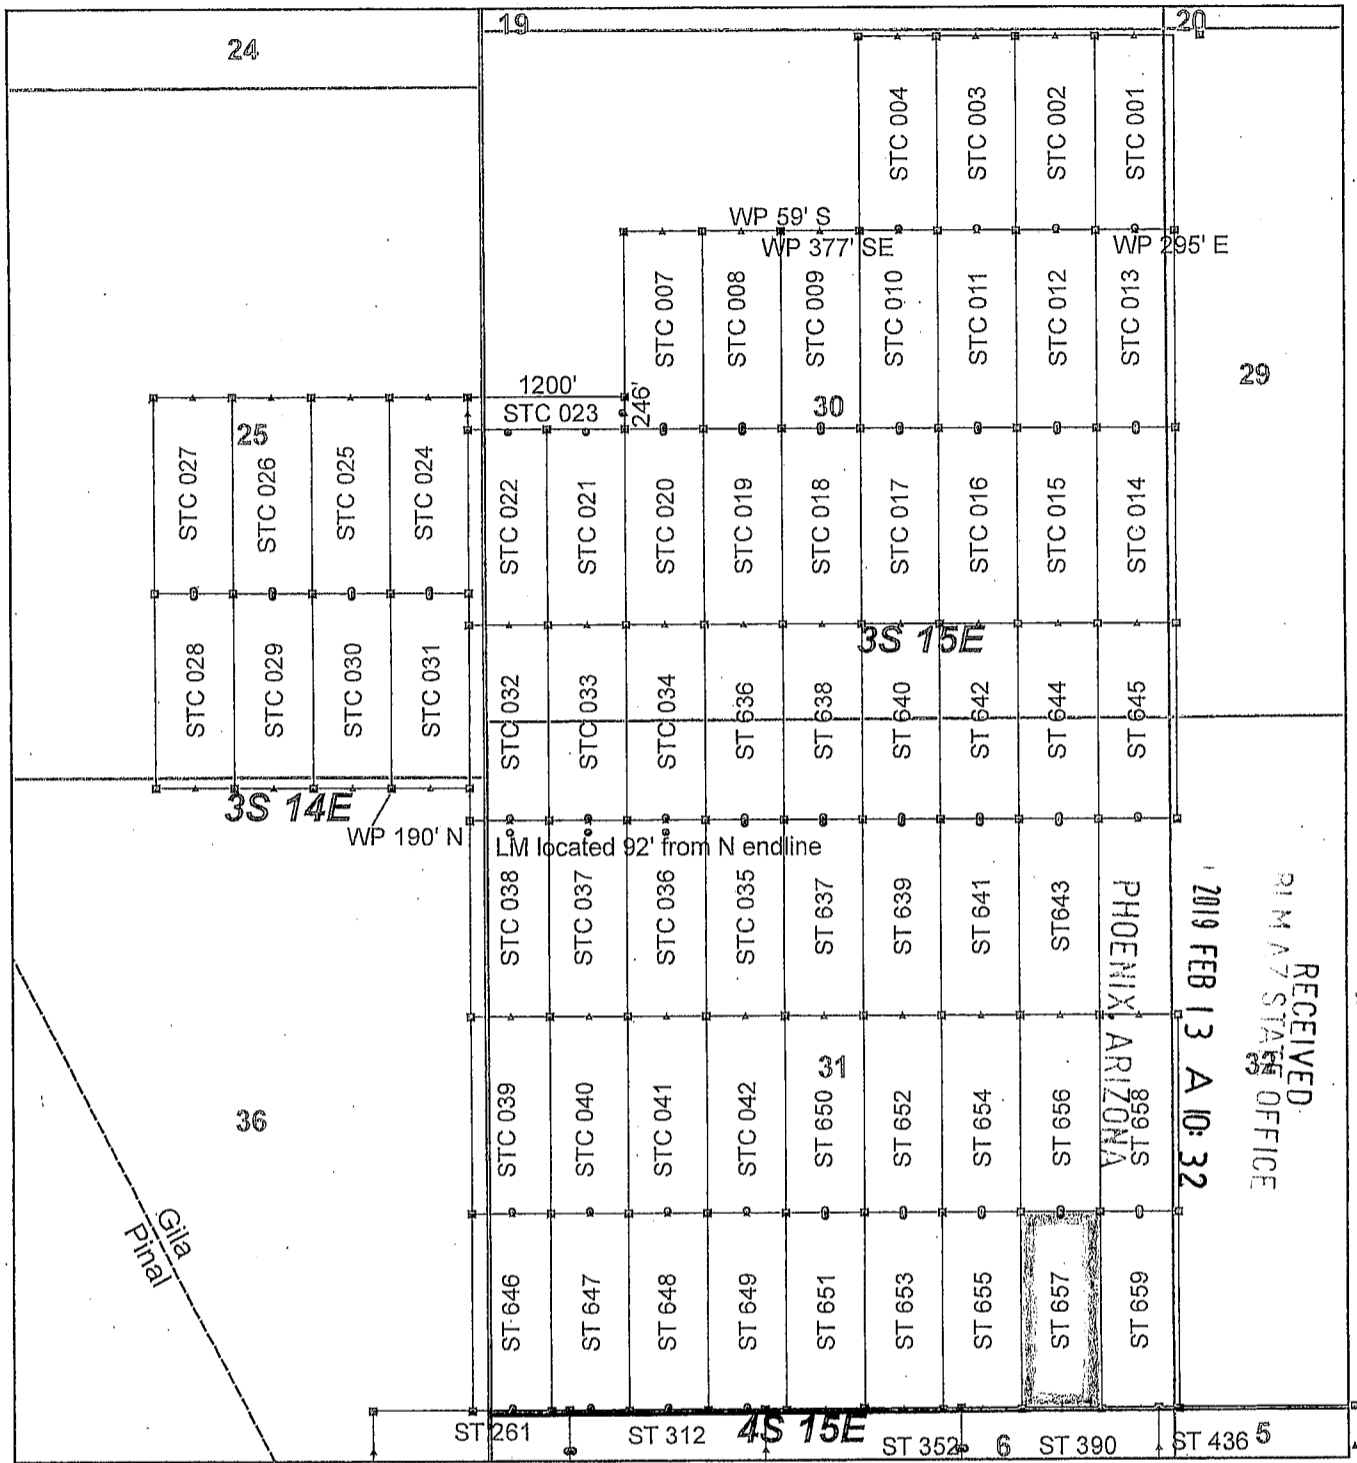 24
19
20
STC 004
STC 003
STC 002
STC 001
WP 59' S
WP 377' SE
WP 295' E
STC 007
STC 008
STC 009
STC 010
STC 011
STC 012
STC 013
29
1200'
246'
STC 023
30
25
STC 027
STC 026
STC 025
STC 024
STC 022
STC 021
STC 020
STC 019
STC 018
STC 017
STC 016
STC 015
STC 014
3S 15E
STC 028
STC 029
STC 030
STC 031
STC 032
STC 033
STC 034
ST 636
ST 638
ST 640
ST 642
ST 644
ST 645
3S 14E
WP 190' N
LM located 92' from N endline
STC 038
STC 037
STC 036
STC 035
ST 637
ST 639
ST 641
ST643
RECEIVED
STATE OFFICE
2019 FEB 13 A 10:32
PHOENIX, ARIZONA
31
36
STC 039
STC 040
STC 041
STC 042
ST 650
ST 652
ST 654
ST 656
ST 658
Gila
Pinal
ST 646
ST 647
ST 648
ST 649
ST 651
ST 653
ST 655
ST 657
ST 659
4S 15E
ST 261
ST 312
ST 352
6
ST 390
ST 436
5